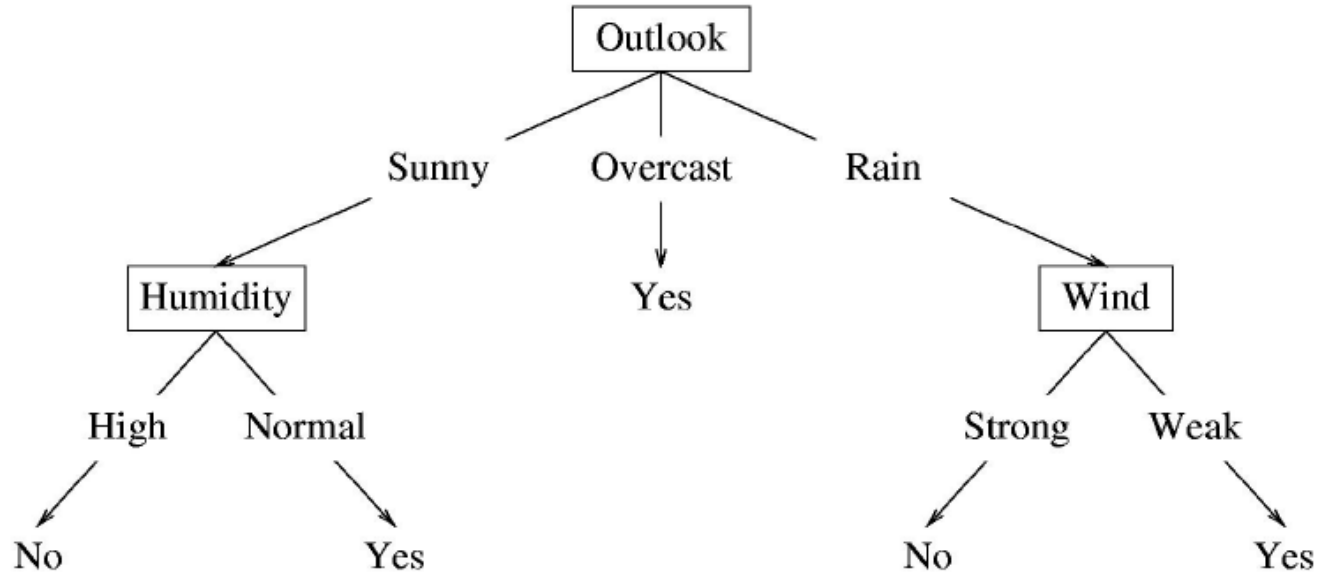 Outlook
Sunny Overcast Rain
Humidity Yes Wind
High Normal Strong Weak
No Yes No Yes